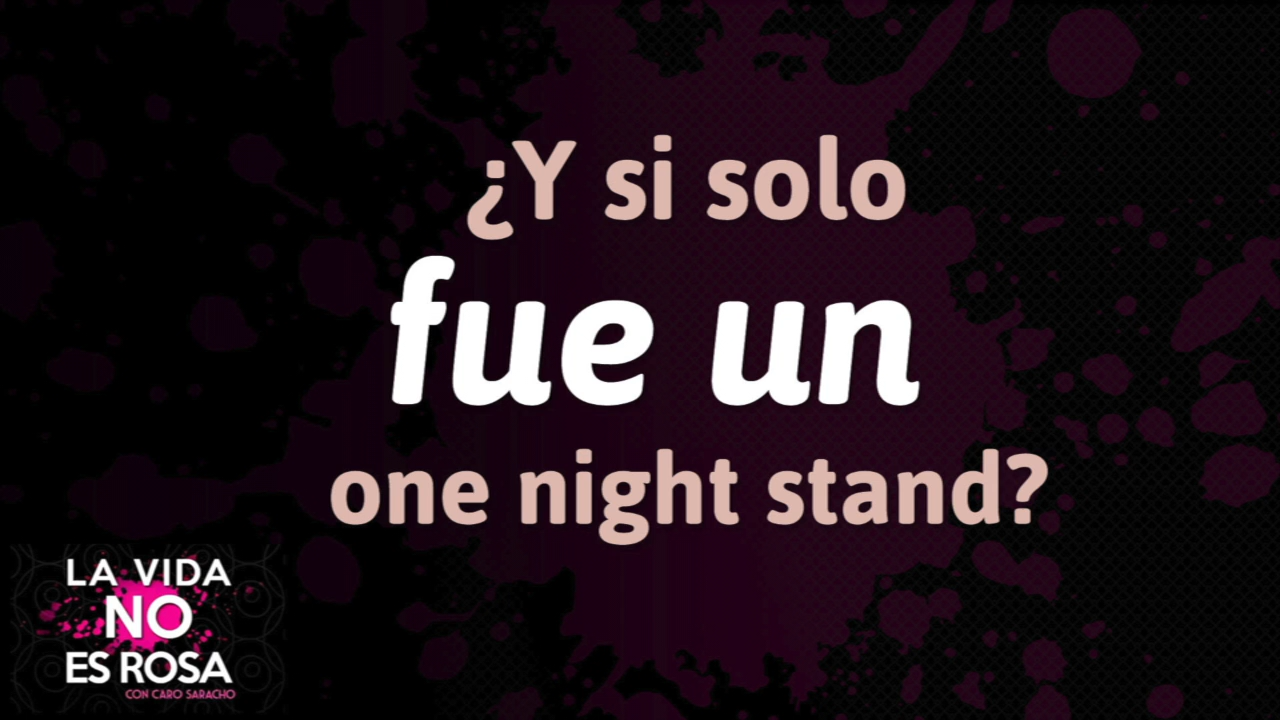 ¿Y si solo
fue un
one night stand?
LA VIDA
NO
ES ROSA
CON CARO SARACHO